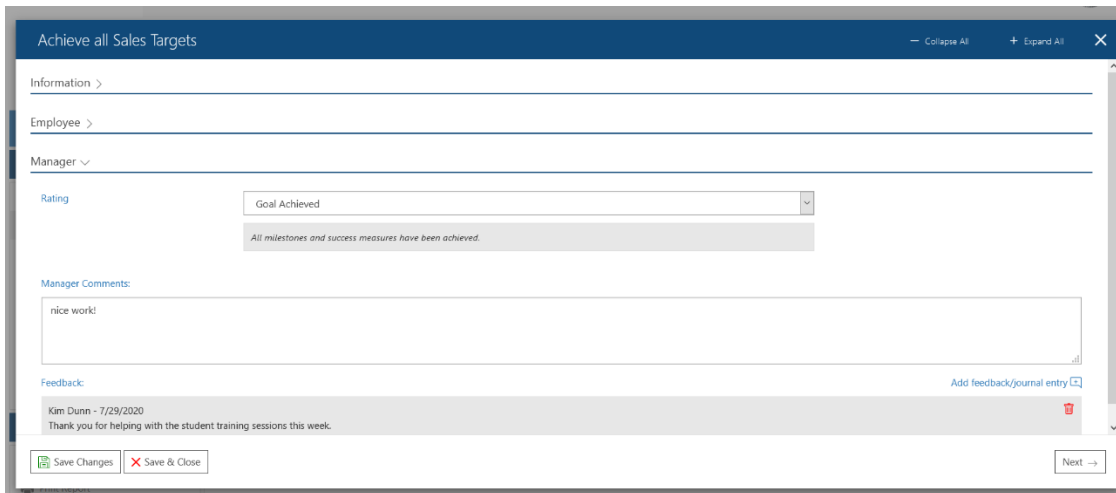 Achieve all Sales Targets
Collapse All
+ Expand All
Information
Employee
Manager
Rating
Goal Achieved
All milestones and success measures have been achieved.
Manager Comments:
nice work!
Feedback:
Add feedback/journal entry
Kim Dunn - 7/29/2020
Thank you for helping with the student training sessions this week.
Save Changes
Save & Close
Next →
Print Report